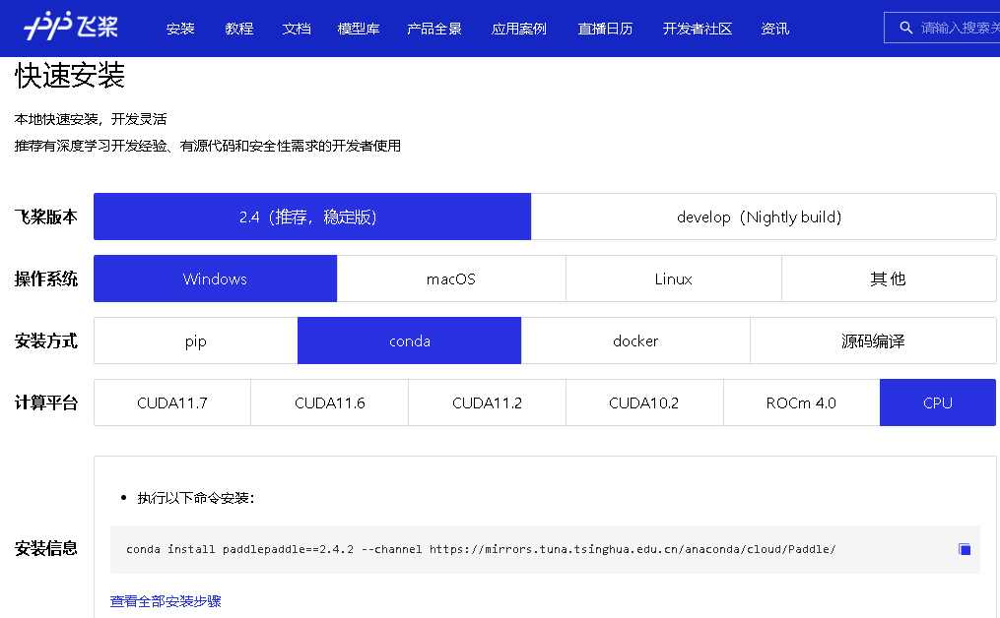 飞桨 安装 教程 文档 模型库 产品全景 应用案例 直播日历 开发者社区 资讯 请输入搜索关
快速安装
本地快速安装，开发灵活
推荐有深度学习开发经验、有源代码和安全性需求的开发者使用
飞桨版本 2.4（推荐，稳定版） develop（Nightly build）
操作系统 Windows macOS Linux 其他
安装方式 pip conda docker 源码编译
计算平台 CUDA11.7 CUDA11.6 CUDA11.2 CUDA10.2 ROCm 4.0 CPU
执行以下命令安装：
安装信息 conda install paddlepaddle==2.4.2 --channel https://mirrors.tuna.tsinghua.edu.cn/anaconda/cloud/Paddle/
查看全部安装步骤